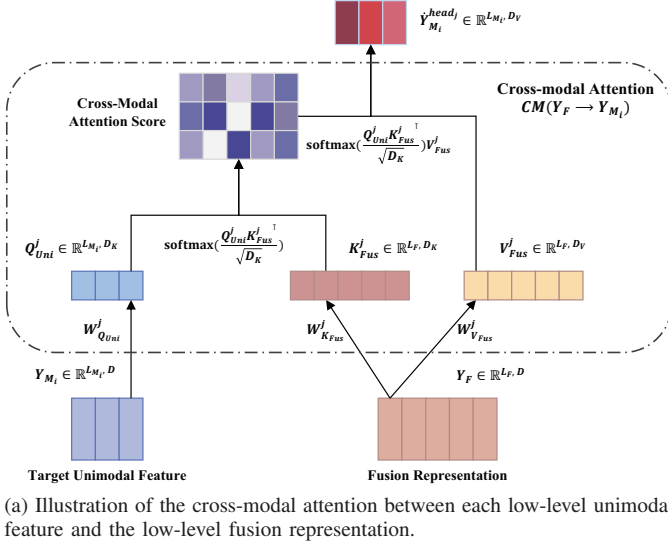 Ẏ^{head_j}_{M_i} ∈ ℝ^{L_{M_i}, D_V}
Cross-modal Attention
CM(Y_F → Y_{M_i})
Cross-Modal
Attention Score
softmax(Q^j_{Uni} K^j_{Fus}^⊺ / √D_K)V^j_{Fus}
Q^j_{Uni} ∈ ℝ^{L_{M_i}, D_K}
softmax(Q^j_{Uni} K^j_{Fus}^⊺ / √D_K)
K^j_{Fus} ∈ ℝ^{L_F, D_K}
V^j_{Fus} ∈ ℝ^{L_F, D_V}
W^j_{Q_{Uni}}
W^j_{K_{Fus}}
W^j_{V_{Fus}}
Y_{M_i} ∈ ℝ^{L_{M_i}, D}
Y_F ∈ ℝ^{L_F, D}
Target Unimodal Feature
Fusion Representation
(a) Illustration of the cross-modal attention between each low-level unimoda
feature and the low-level fusion representation.